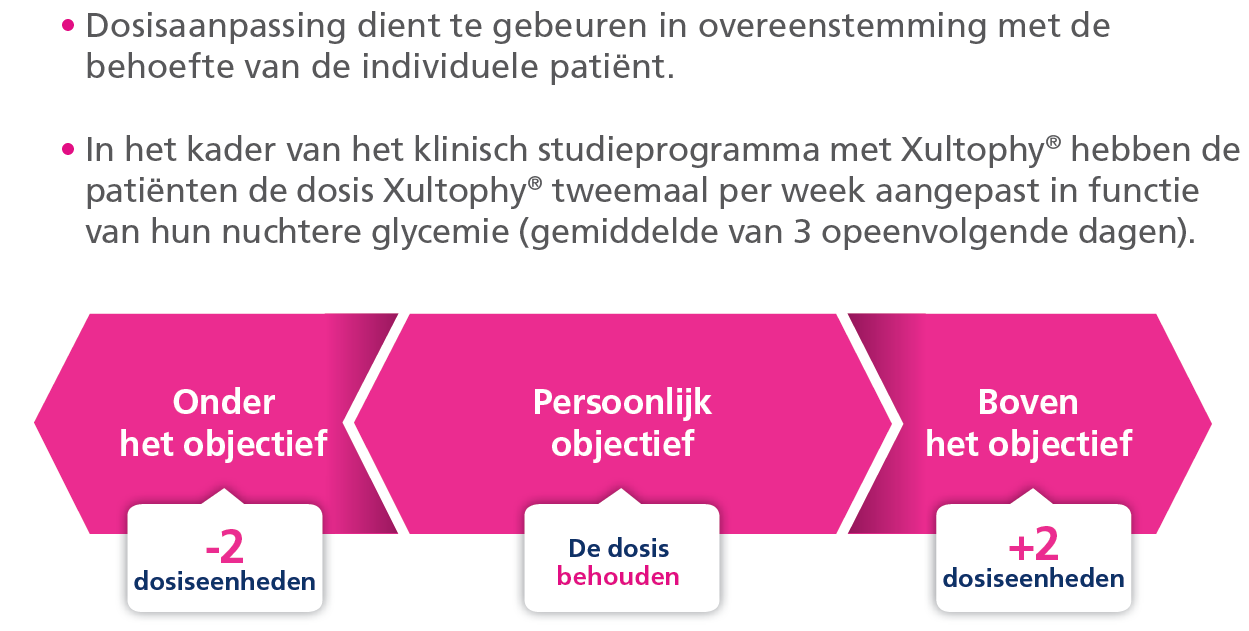 • Dosisaanpassing dient te gebeuren in overeenstemming met de
behoefte van de individuele patiënt.
• In het kader van het klinisch studieprogramma met Xultophy® hebben de
patiënten de dosis Xultophy® tweemaal per week aangepast in functie
van hun nuchtere glycemie (gemiddelde van 3 opeenvolgende dagen).
Onder
het objectief
-2
dosiseenheden
Persoonlijk
objectief
De dosis
behouden
Boven
het objectief
+2
dosiseenheden